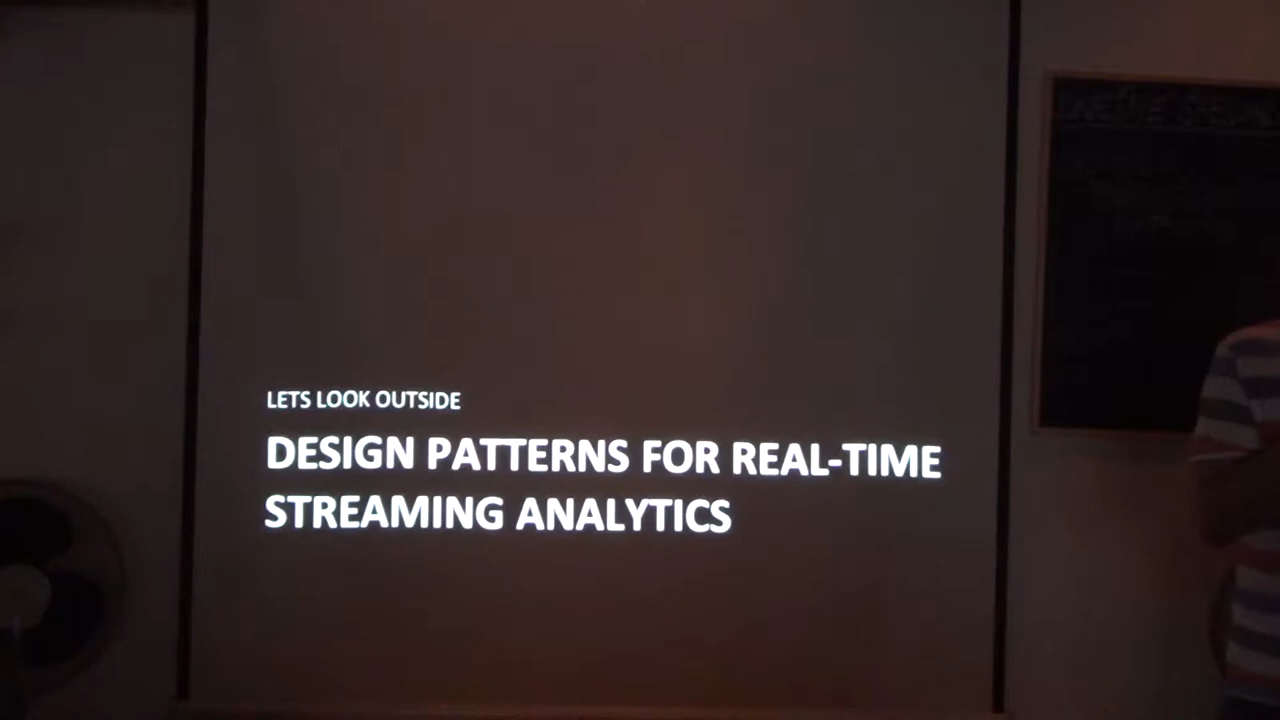 LETS LOOK OUTSIDE
DESIGN PATTERNS FOR REAL-TIME
STREAMING ANALYTICS